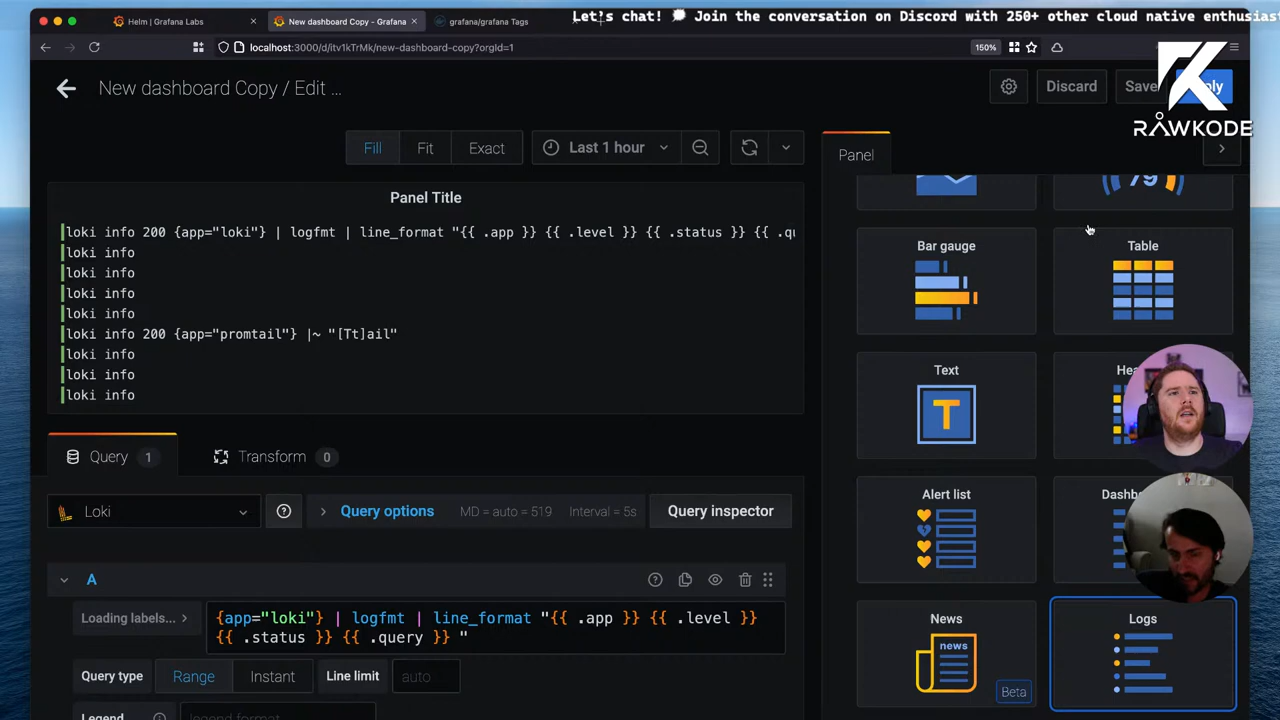 Helm | Grafana Labs
New dashboard Copy - Grafana
grafana/grafana Tags
Let's chat! Join the conversation on Discord with 250+ other cloud native enthusiast
localhost:3000/d/itv1kTrMk/new-dashboard-copy?orgId=1
150%
New dashboard Copy / Edit ...
Discard
Save
RAWKODE
Fill
Fit
Exact
Last 1 hour
Panel
Panel Title
79
loki info 200 {app="loki"} | logfmt | line_format "{{ .app }} {{ .level }} {{ .status }} {{ .qu
loki info
loki info
loki info
loki info
loki info 200 {app="promtail"} |~ "[Tt]ail"
loki info
loki info
loki info
Bar gauge
Table
Text
T
Alert list
News
news
Beta
Logs
Query 1
Transform 0
Loki
Query options
MD = auto = 519
Interval = 5s
Query inspector
A
Loading labels...
{app="loki"} | logfmt | line_format "{{ .app }} {{ .level }}
{{ .status }} {{ .query }} "
Query type
Range
Instant
Line limit
auto
Legend
legend format